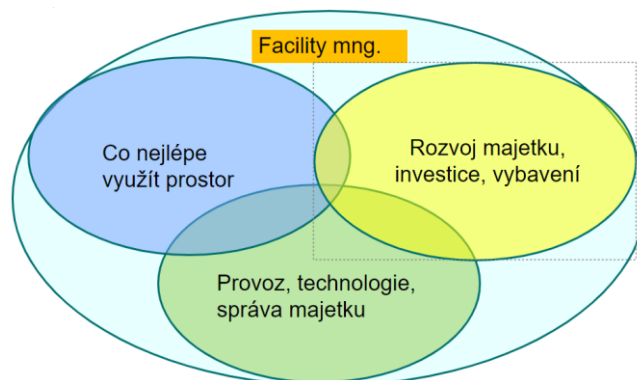 Facility mng.
Co nejlépe
využít prostor
Rozvoj majetku,
investice, vybavení
Provoz, technologie,
správa majetku